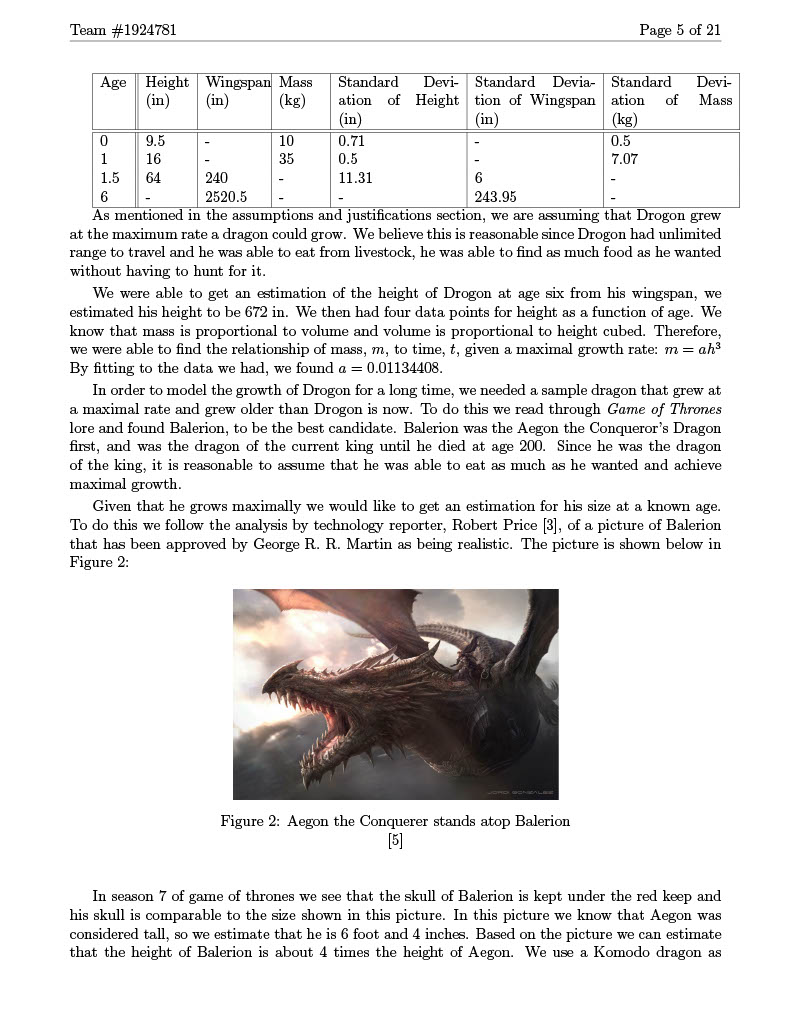 Team #1924781 Page 5 of 21
Age Height (in) Wingspan (in) Mass (kg) Standard Devi-ation of Height (in) Standard Devia-tion of Wingspan (in) Standard Devi-ation of Mass (kg)
0 9.5 - 10 0.71 - 0.5
1 16 - 35 0.5 - 7.07
1.5 64 240 - 11.31 6 -
6 - 2520.5 - - 243.95 -
As mentioned in the assumptions and justifications section, we are assuming that Drogon grew
at the maximum rate a dragon could grow. We believe this is reasonable since Drogon had unlimited
range to travel and he was able to eat from livestock, he was able to find as much food as he wanted
without having to hunt for it.
We were able to get an estimation of the height of Drogon at age six from his wingspan, we
estimated his height to be 672 in. We then had four data points for height as a function of age. We
know that mass is proportional to volume and volume is proportional to height cubed. Therefore,
we were able to find the relationship of mass, m, to time, t, given a maximal growth rate: m = ah³
By fitting to the data we had, we found a = 0.01134408.
In order to model the growth of Drogon for a long time, we needed a sample dragon that grew at
a maximal rate and grew older than Drogon is now. To do this we read through Game of Thrones
lore and found Balerion, to be the best candidate. Balerion was the Aegon the Conqueror's Dragon
first, and was the dragon of the current king until he died at age 200. Since he was the dragon
of the king, it is reasonable to assume that he was able to eat as much as he wanted and achieve
maximal growth.
Given that he grows maximally we would like to get an estimation for his size at a known age.
To do this we follow the analysis by technology reporter, Robert Price [3], of a picture of Balerion
that has been approved by George R. R. Martin as being realistic. The picture is shown below in
Figure 2:
JORDI GONZALEZ
Figure 2: Aegon the Conquerer stands atop Balerion
[5]
In season 7 of game of thrones we see that the skull of Balerion is kept under the red keep and
his skull is comparable to the size shown in this picture. In this picture we know that Aegon was
considered tall, so we estimate that he is 6 foot and 4 inches. Based on the picture we can estimate
that the height of Balerion is about 4 times the height of Aegon. We use a Komodo dragon as